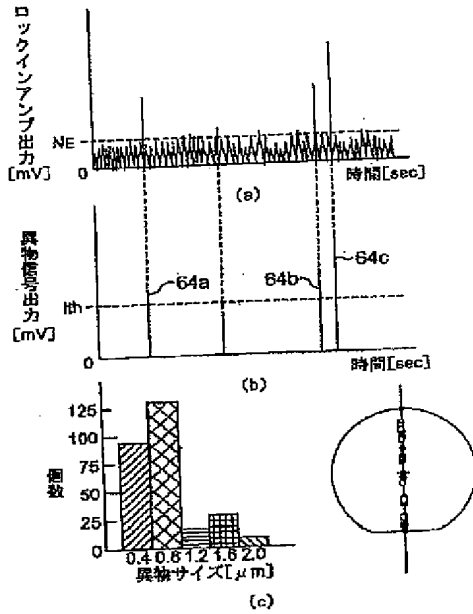 ロックインアンプ出力
[mV]
NE
0
時間[sec]
(a)
異物信号出力
[mV]
Ith
64a
64b
64c
0
時間[sec]
(b)
個数
125
100
75
50
25
0
0.4 0.8 1.2 1.6 2.0
異物サイズ[μm]
(c)